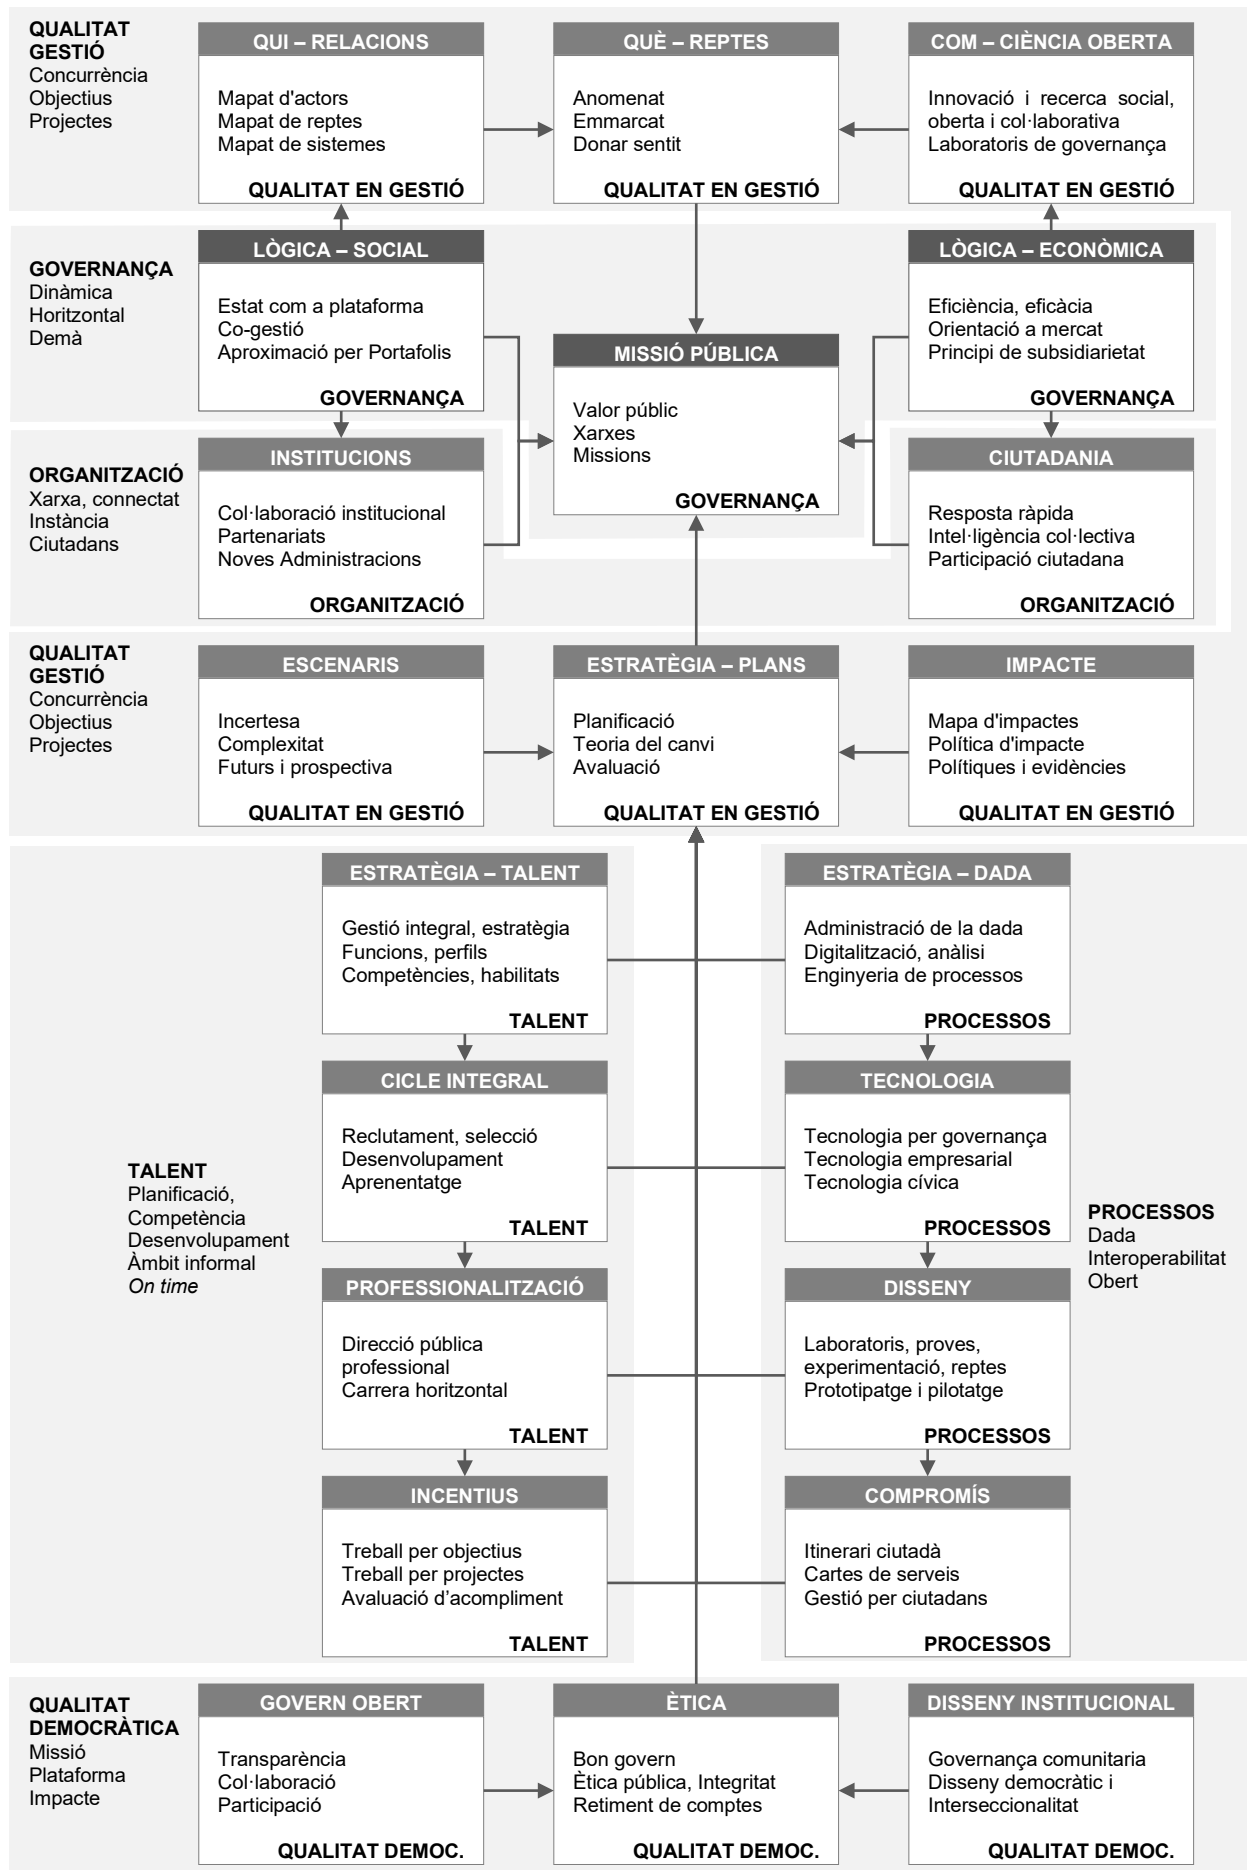 QUALITAT
GESTIÓ
Concurrència
Objectius
Projectes
QUI – RELACIONS
Mapat d'actors
Mapat de reptes
Mapat de sistemes
QUALITAT EN GESTIÓ
QUÈ – REPTES
Anomenat
Emmarcat
Donar sentit
QUALITAT EN GESTIÓ
COM – CIÈNCIA OBERTA
Innovació i recerca social,
oberta i col·laborativa
Laboratoris de governança
QUALITAT EN GESTIÓ
GOVERNANÇA
Dinàmica
Horitzontal
Demà
LÒGICA – SOCIAL
Estat com a plataforma
Co-gestió
Aproximació per Portafolis
GOVERNANÇA
MISSIÓ PÚBLICA
Valor públic
Xarxes
Missions
GOVERNANÇA
LÒGICA – ECONÒMICA
Eficiència, eficàcia
Orientació a mercat
Principi de subsidiarietat
GOVERNANÇA
ORGANITZACIÓ
Xarxa, connectat
Instància
Ciutadans
INSTITUCIONS
Col·laboració institucional
Partenariats
Noves Administracions
ORGANITZACIÓ
CIUTADANIA
Resposta ràpida
Intel·ligència col·lectiva
Participació ciutadana
ORGANITZACIÓ
QUALITAT
GESTIÓ
Concurrència
Objectius
Projectes
ESCENARIS
Incertesa
Complexitat
Futurs i prospectiva
QUALITAT EN GESTIÓ
ESTRATÈGIA – PLANS
Planificació
Teoria del canvi
Avaluació
QUALITAT EN GESTIÓ
IMPACTE
Mapa d'impactes
Política d'impacte
Polítiques i evidències
QUALITAT EN GESTIÓ
TALENT
Planificació,
Competència
Desenvolupament
Àmbit informal
On time
ESTRATÈGIA – TALENT
Gestió integral, estratègia
Funcions, perfils
Competències, habilitats
TALENT
CICLE INTEGRAL
Reclutament, selecció
Desenvolupament
Aprenentatge
TALENT
PROFESSIONALITZACIÓ
Direcció pública
professional
Carrera horitzontal
TALENT
INCENTIUS
Treball per objectius
Treball per projectes
Avaluació d’acompliment
TALENT
ESTRATÈGIA – DADA
Administració de la dada
Digitalització, anàlisi
Enginyeria de processos
PROCESSOS
TECNOLOGIA
Tecnologia per governança
Tecnologia empresarial
Tecnologia cívica
PROCESSOS
DISSENY
Laboratoris, proves,
experimentació, reptes
Prototipatge i pilotatge
PROCESSOS
COMPROMÍS
Itinerari ciutadà
Cartes de serveis
Gestió per ciutadans
PROCESSOS
PROCESSOS
Dada
Interoperabilitat
Obert
QUALITAT
DEMOCRÀTICA
Missió
Plataforma
Impacte
GOVERN OBERT
Transparència
Col·laboració
Participació
QUALITAT DEMOC.
ÈTICA
Bon govern
Ètica pública, Integritat
Retiment de comptes
QUALITAT DEMOC.
DISSENY INSTITUCIONAL
Governança comunitaria
Disseny democràtic i
Interseccionalitat
QUALITAT DEMOC.